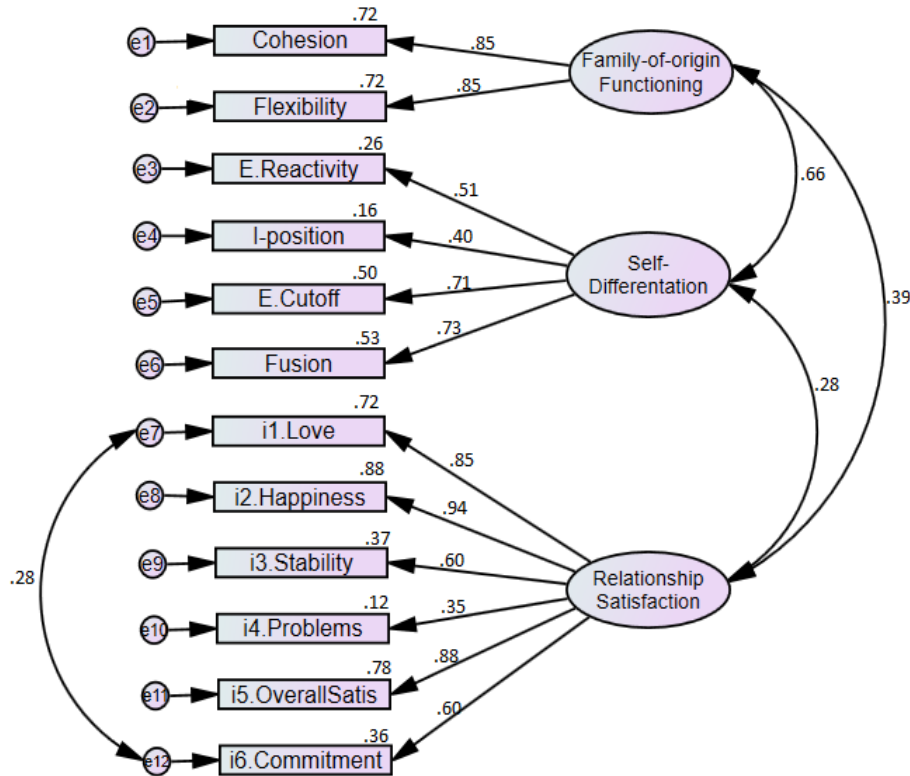 .72
e1
Cohesion
.85
Family-of-origin
Functioning
.72
e2
Flexibility
.85
.26
e3
E.Reactivity
.51
.66
.16
e4
I-position
.40
Self-
Differentation
.50
e5
E.Cutoff
.71
.39
.53
e6
Fusion
.73
.28
.72
e7
i1.Love
.85
.88
e8
i2.Happiness
.94
.37
e9
i3.Stability
.60
Relationship
Satisfaction
.28
.12
e10
i4.Problems
.35
.78
e11
i5.OverallSatis
.88
.36
e12
i6.Commitment
.60